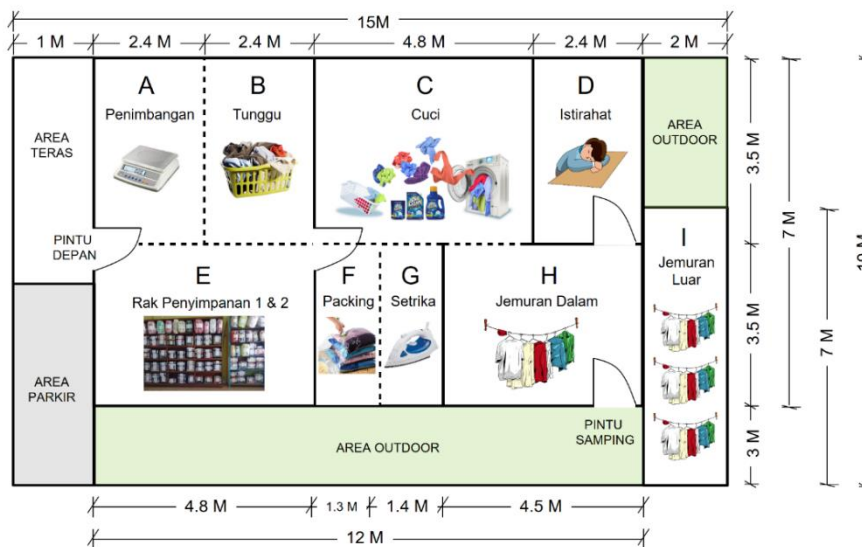 15M
1 M
2.4 M
2.4 M
4.8 M
2.4 M
2 M
A
Penimbangan
B
Tunggu
C
Cuci
D
Istirahat
AREA
TERAS
AREA
OUTDOOR
3.5 M
7 M
10 M
PINTU
DEPAN
E
Rak Penyimpanan 1 & 2
F
Packing
G
Setrika
H
Jemuran Dalam
I
Jemuran
Luar
3.5 M
7 M
AREA
PARKIR
AREA OUTDOOR
PINTU
SAMPING
3 M
4.8 M
1.3 M
1.4 M
4.5 M
12 M